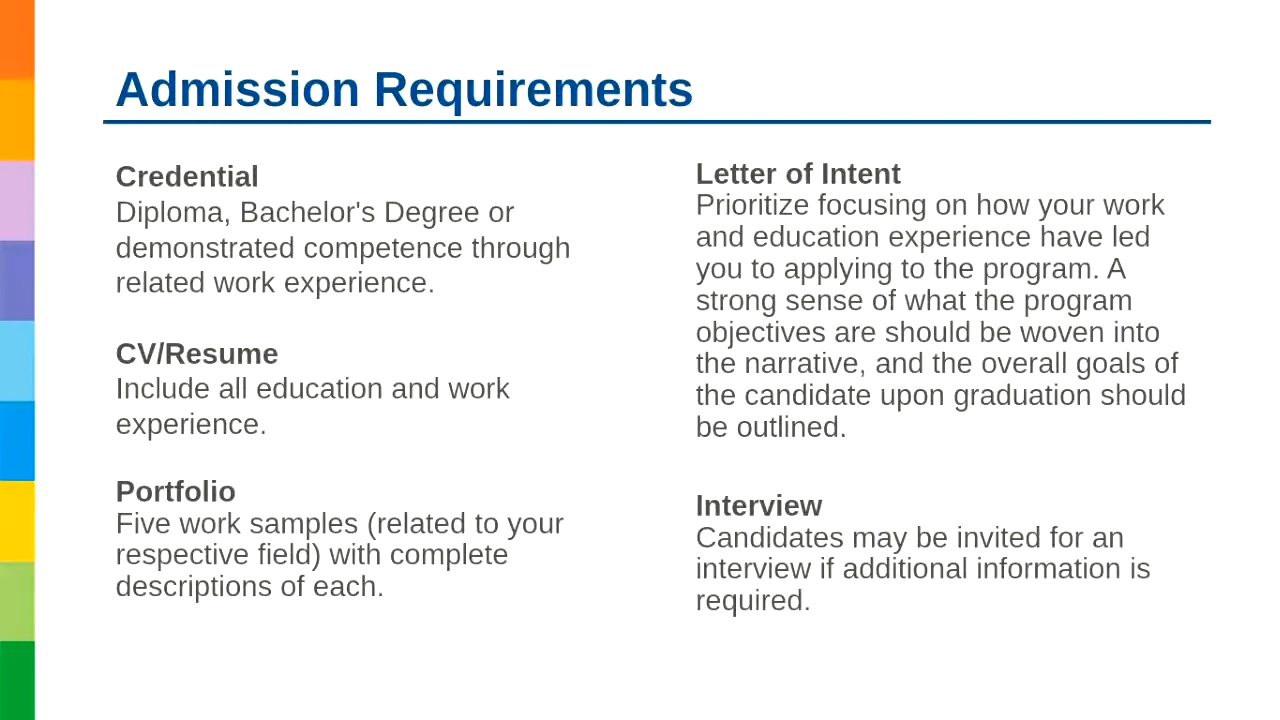 Admission Requirements
Credential
Diploma, Bachelor's Degree or
demonstrated competence through
related work experience.
CV/Resume
Include all education and work
experience.
Portfolio
Five work samples (related to your
respective field) with complete
descriptions of each.
Letter of Intent
Prioritize focusing on how your work
and education experience have led
you to applying to the program. A
strong sense of what the program
objectives are should be woven into
the narrative, and the overall goals of
the candidate upon graduation should
be outlined.
Interview
Candidates may be invited for an
interview if additional information is
required.